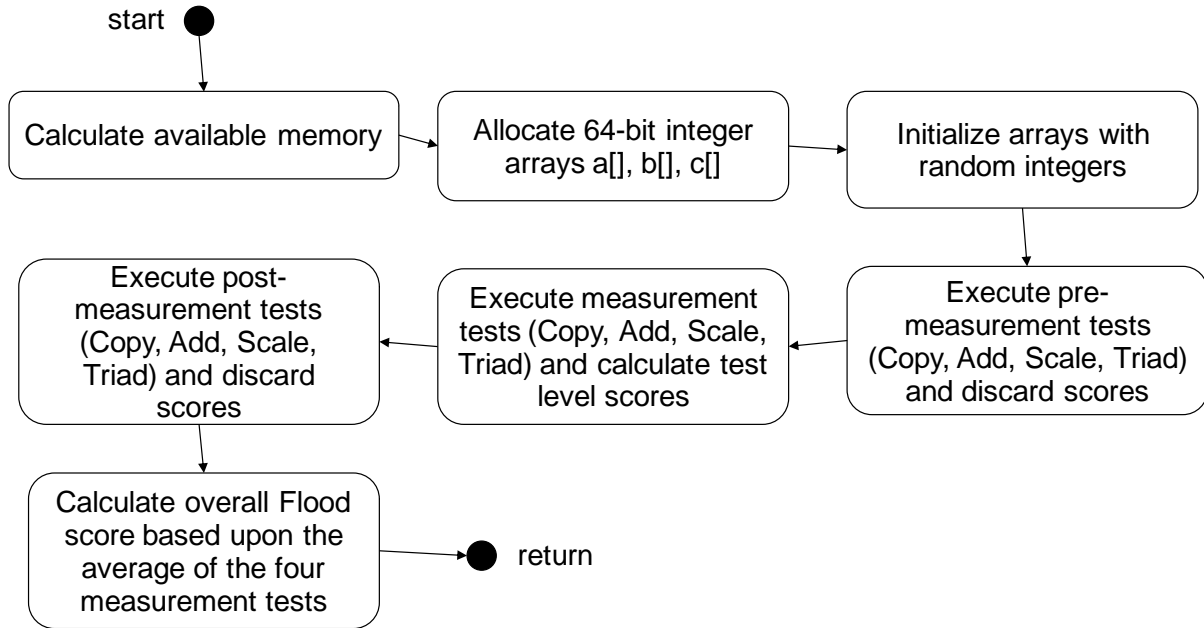 start
Calculate available memory
Allocate 64-bit integer
arrays a[], b[], c[]
Initialize arrays with
random integers
Execute pre-
measurement tests
(Copy, Add, Scale, Triad)
and discard scores
Execute measurement
tests (Copy, Add, Scale,
Triad) and calculate test
level scores
Execute post-
measurement tests
(Copy, Add, Scale,
Triad) and discard
scores
Calculate overall Flood
score based upon the
average of the four
measurement tests
return